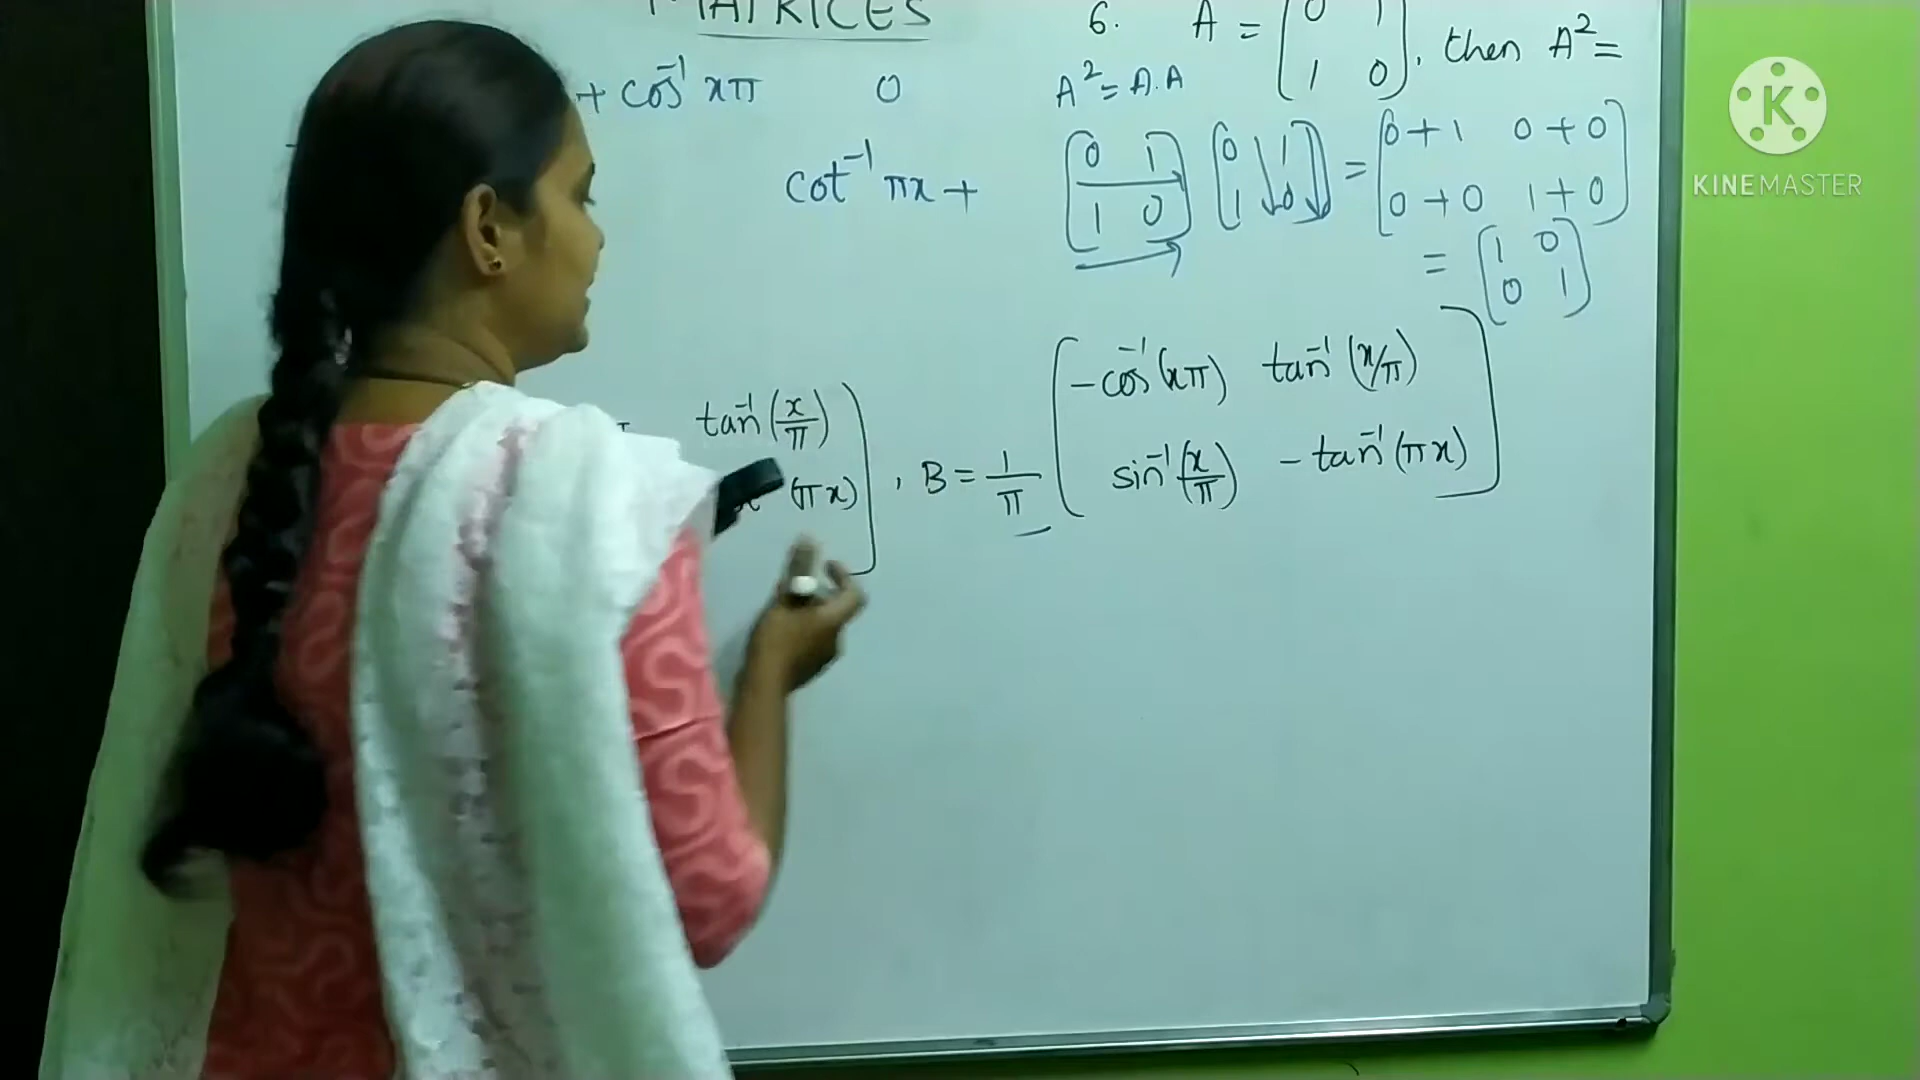 MATRICES
+ cos⁻¹ xπ 0
cot⁻¹ πx +
6. A = [0 1
1 0], then A² =
A² = A.A
[0 1 [0 1 = [0+1 0+0
1 0] 1 0] 0+0 1+0]
= [1 0
0 1]
tan⁻¹(x/π)
(πx)], B = 1/π [-cos⁻¹(xπ) tan⁻¹(x/π)
sin⁻¹(x/π) -tan⁻¹(πx)]
KINEMASTER